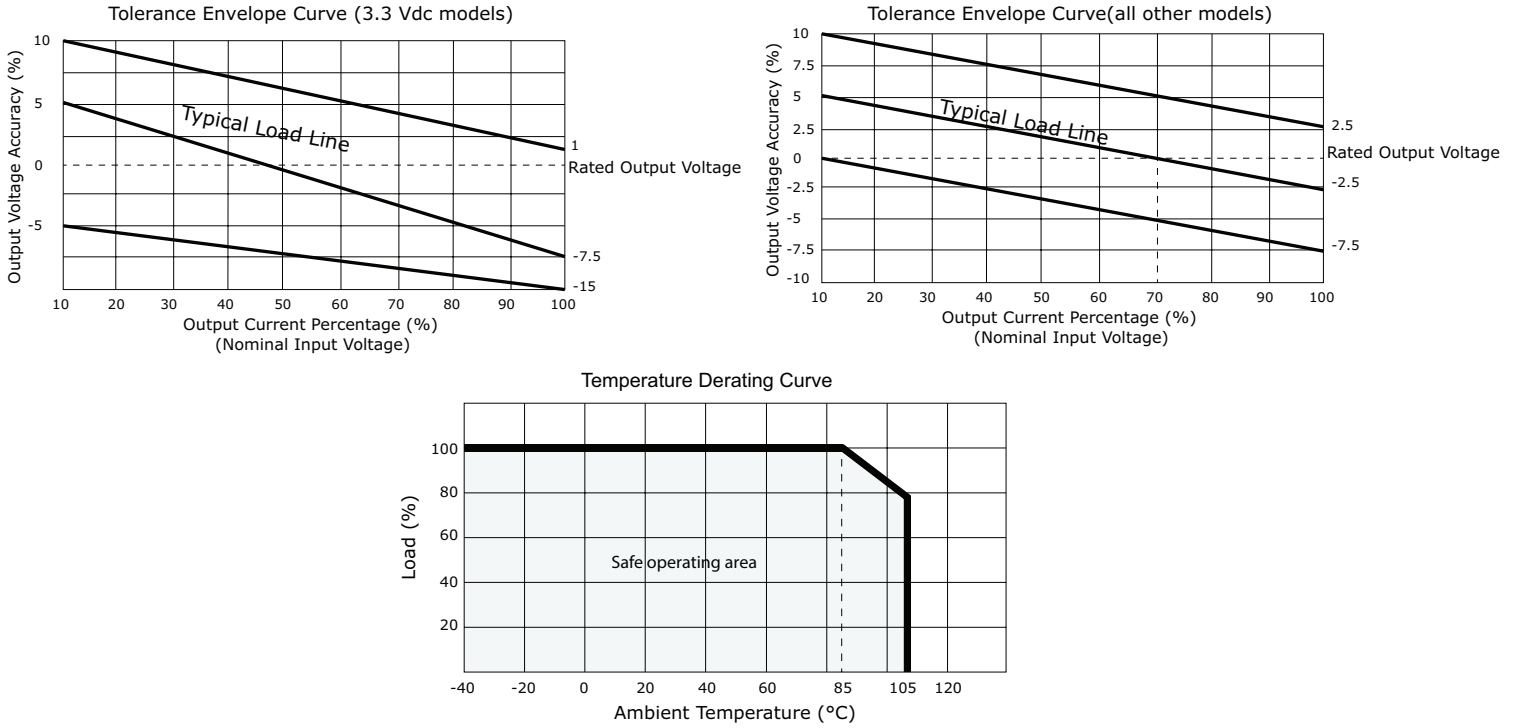 Tolerance Envelope Curve (3.3 Vdc models)
Output Voltage Accuracy (%)
10
5
0
-5
Typical Load Line
1
Rated Output Voltage
-7.5
-15
10 20 30 40 50 60 70 80 90 100
Output Current Percentage (%)
(Nominal Input Voltage)
Tolerance Envelope Curve(all other models)
Output Voltage Accuracy (%)
10
7.5
5
2.5
0
-2.5
-5
-7.5
-10
Typical Load Line
2.5
Rated Output Voltage
-2.5
-7.5
10 20 30 40 50 60 70 80 90 100
Output Current Percentage (%)
(Nominal Input Voltage)
Temperature Derating Curve
Load (%)
100
80
60
40
20
Safe operating area
-40 -20 0 20 40 60 85 105 120
Ambient Temperature (°C)